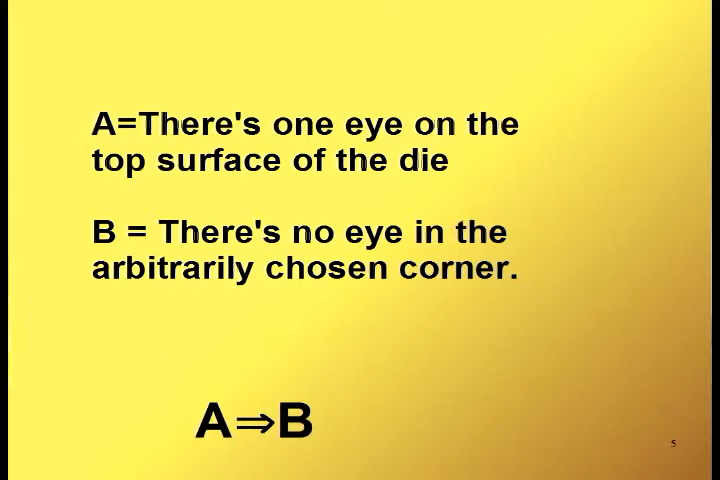 A=There's one eye on the
top surface of the die
B = There's no eye in the
arbitrarily chosen corner.
A⇒B
5